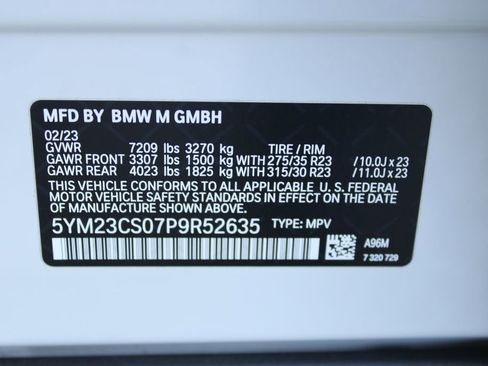 MFD BY BMW M GMBH
02/23
GVWR 7209 lbs 3270 kg TIRE / RIM
GAWR FRONT 3307 lbs 1500 kg WITH 275/35 R23 /10.0J x 23
GAWR REAR 4023 lbs 1825 kg WITH 315/30 R23 /11.0J x 23
THIS VEHICLE CONFORMS TO ALL APPLICABLE U. S. FEDERAL
MOTOR VEHICLE SAFETY STANDARDS IN EFFECT ON THE
DATE OF MANUFACTURE SHOWN ABOVE.
5YM23CS07P9R52635 TYPE: MPV
A96M
7 320 729